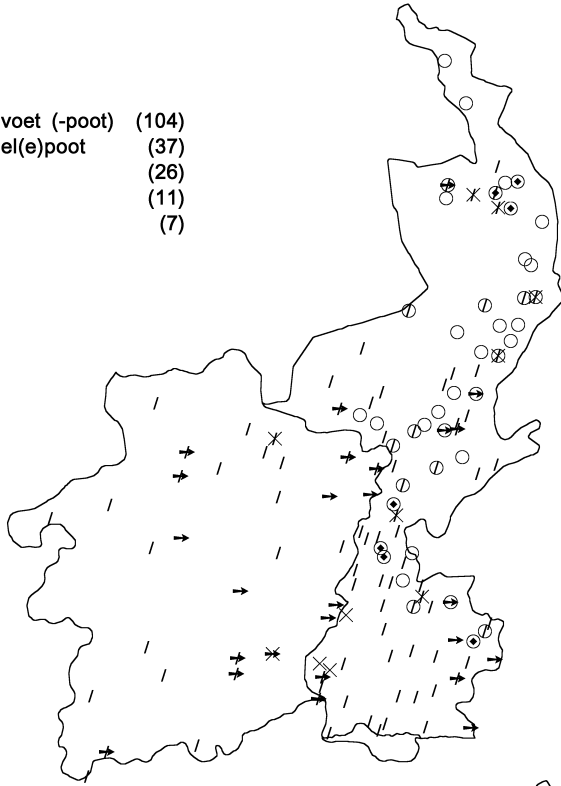 voet (-poot) (104)
el(e)poot (37)
(26)
(11)
(7)